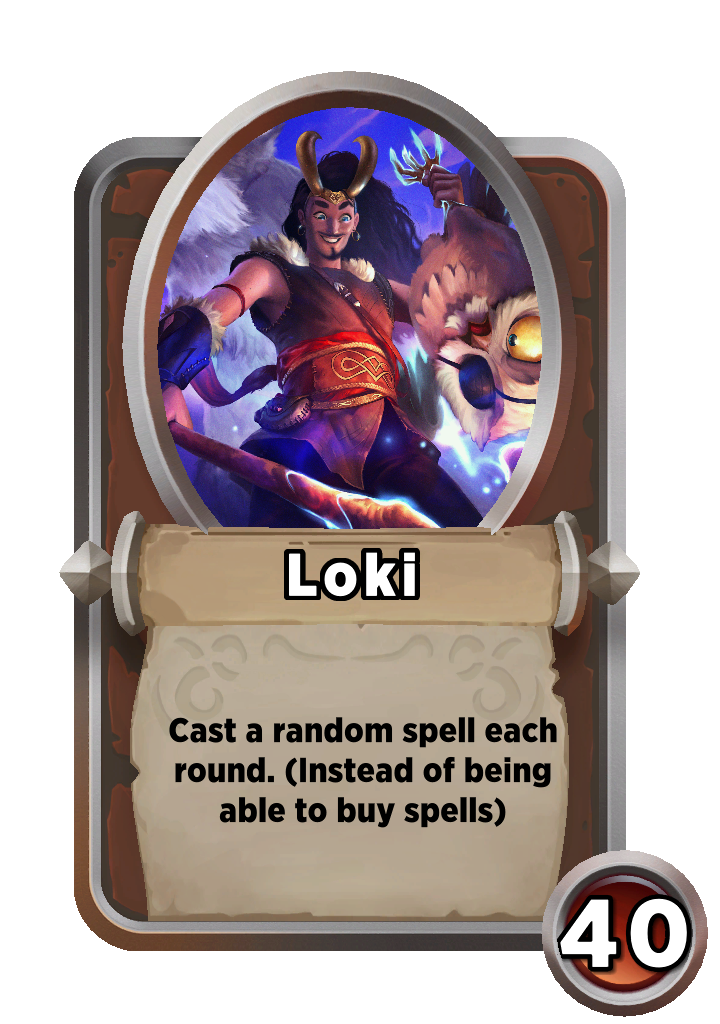 Loki
Cast a random spell each
round. (Instead of being
able to buy spells)
40